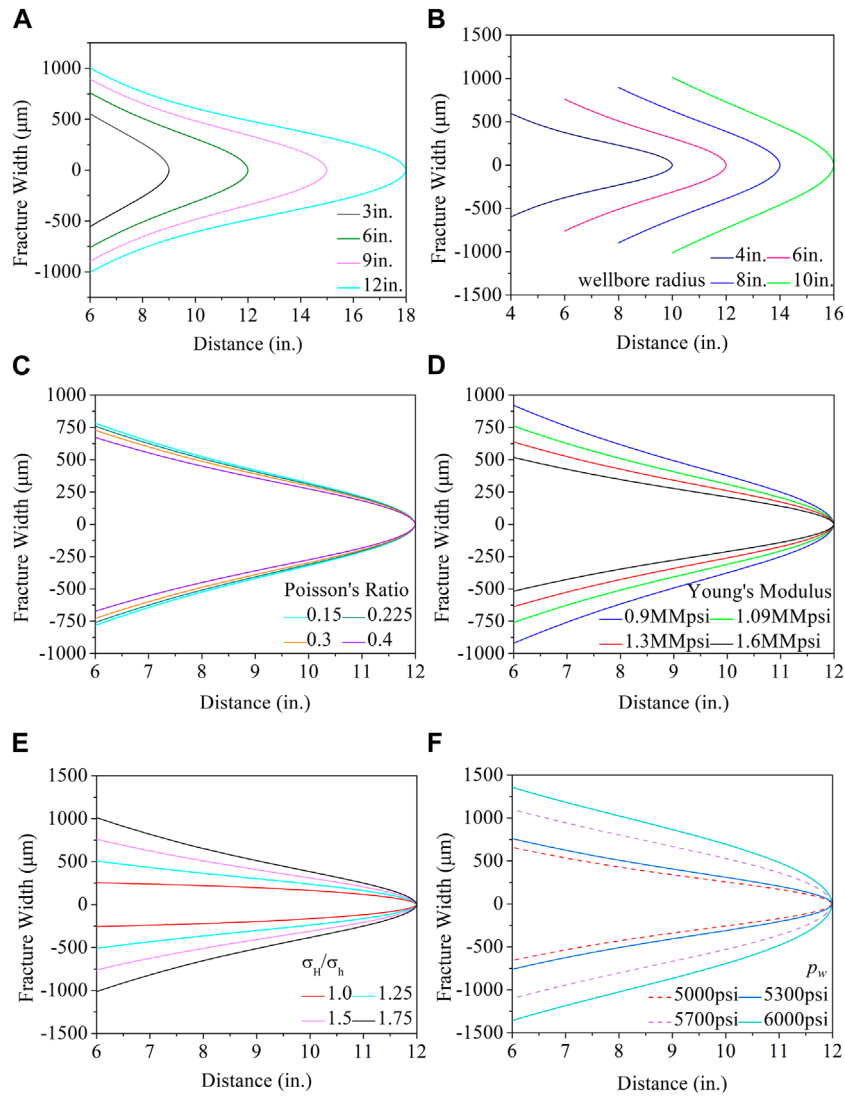 A
1000
500
0
-500
-1000
6
8
10
12
14
16
18
Fracture Width (μm)
Distance (in.)
3in.
6in.
9in.
12in.
B
1500
1000
500
0
-500
-1000
-1500
4
6
8
10
12
14
16
Fracture Width (μm)
Distance (in.)
4in. 6in.
wellbore radius 8in. 10in.
C
1000
750
500
250
0
-250
-500
-750
-1000
6
7
8
9
10
11
12
Fracture Width (μm)
Distance (in.)
Poisson's Ratio
0.15 0.225
0.3 0.4
D
1000
750
500
250
0
-250
-500
-750
-1000
6
7
8
9
10
11
12
Fracture Width (μm)
Distance (in.)
Young's Modulus
0.9MMpsi 1.09MMpsi
1.3MMpsi 1.6MMpsi
E
1500
1000
500
0
-500
-1000
-1500
6
7
8
9
10
11
12
Fracture Width (μm)
Distance (in.)
σH/σh
1.0 1.25
1.5 1.75
F
1500
1000
500
0
-500
-1000
-1500
6
7
8
9
10
11
12
Fracture Width (μm)
Distance (in.)
pw
5000psi 5300psi
5700psi 6000psi